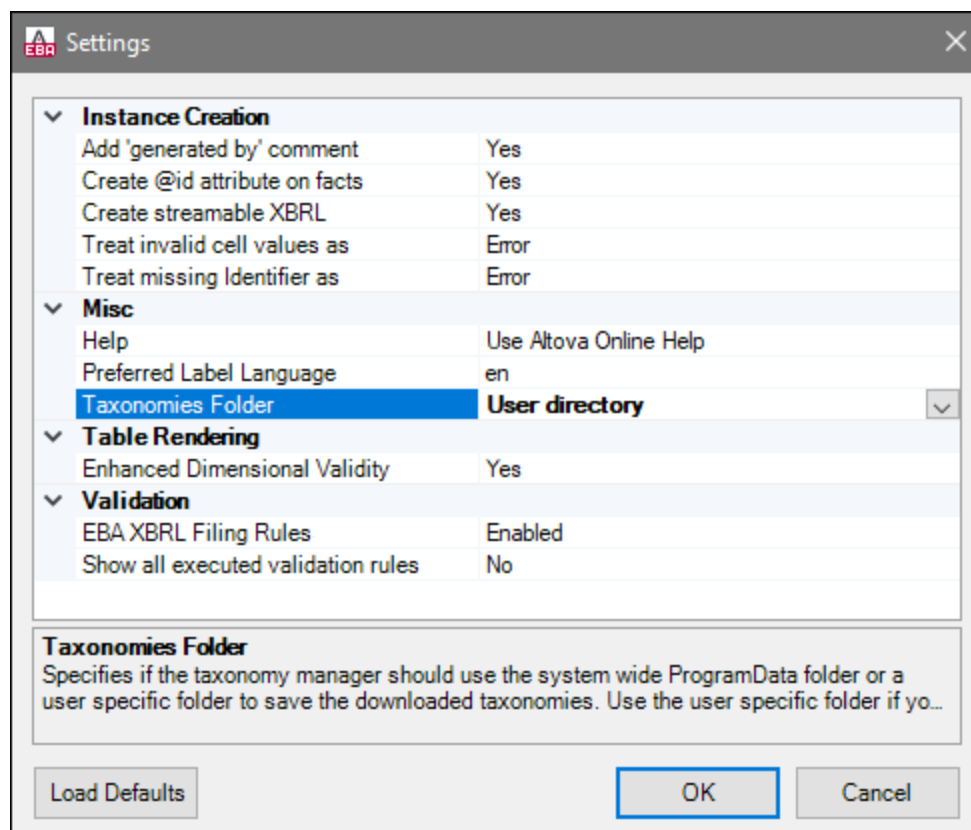 A
EBA Settings
Instance Creation
Add 'generated by' comment Yes
Create @id attribute on facts Yes
Create streamable XBRL Yes
Treat invalid cell values as Error
Treat missing Identifier as Error
Misc
Help Use Altova Online Help
Preferred Label Language en
Taxonomies Folder User directory
Table Rendering
Enhanced Dimensional Validity Yes
Validation
EBA XBRL Filing Rules Enabled
Show all executed validation rules No
Taxonomies Folder
Specifies if the taxonomy manager should use the system wide ProgramData folder or a
user specific folder to save the downloaded taxonomies. Use the user specific folder if yo...
Load Defaults OK Cancel